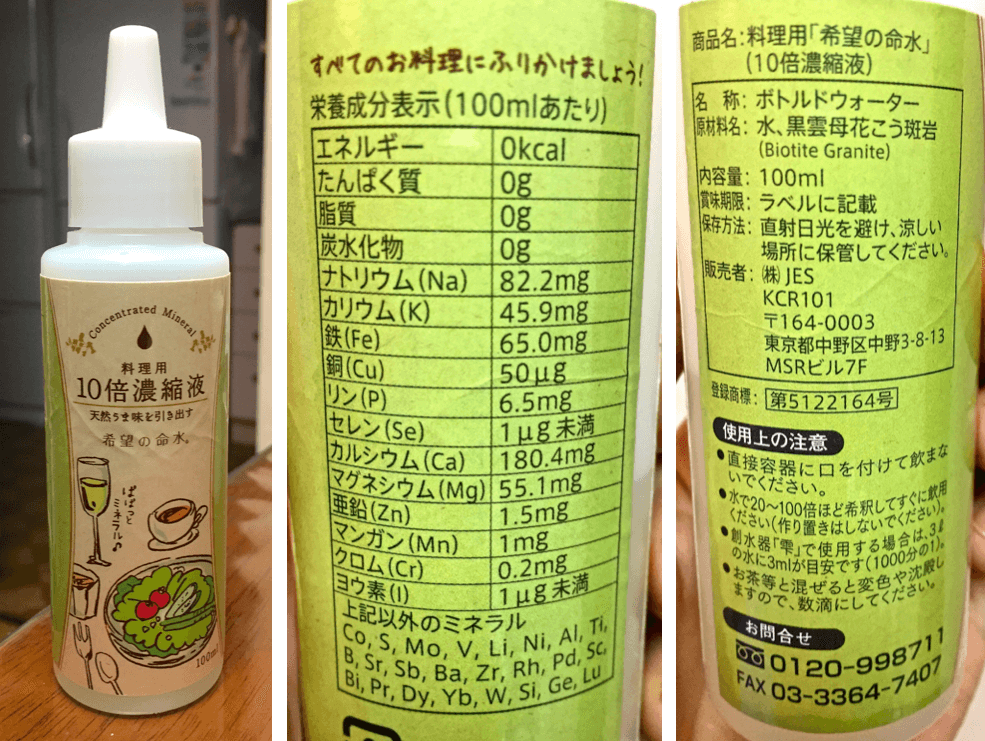 Concentrated Mineral
料理用
10倍濃縮液
天然うま味を引き出す
希望の命水。
ぱぱっと
ミネラル♪
100ml
すべてのお料理にふりかけましょう!
栄養成分表示(100mlあたり)
エネルギー 0kcal
たんぱく質 0g
脂質 0g
炭水化物 0g
ナトリウム(Na) 82.2mg
カリウム(K) 45.9mg
鉄(Fe) 65.0mg
銅(Cu) 50μg
リン(P) 6.5mg
セレン(Se) 1μg未満
カルシウム(Ca) 180.4mg
マグネシウム(Mg) 55.1mg
亜鉛(Zn) 1.5mg
マンガン(Mn) 1mg
クロム(Cr) 0.2mg
ヨウ素(I) 1μg未満
上記以外のミネラル
Co, S, Mo, V, Li, Ni, Al, Ti,
B, Sr, Sb, Ba, Zr, Rh, Pd, Sc,
Bi, Pr, Dy, Yb, W, Si, Ge, Lu
商品名:料理用「希望の命水」
(10倍濃縮液)
名 称:ボトルドウォーター
原材料名:水、黒雲母花こう斑岩
(Biotite Granite)
内容量:100ml
賞味期限:ラベルに記載
保存方法:直射日光を避け、涼しい
場所に保管してください。
販売者:㈱JES
KCR101
〒164-0003
東京都中野区中野3-8-13
MSRビル7F
登録商標:第5122164号
使用上の注意
●直接容器に口を付けて飲まな
いでください。
●水で20〜100倍ほど希釈してすぐに飲用
ください(作り置きはしないでください)。
●創水器「雫」で使用する場合は、3ℓ
の水に3mlが目安です(1000分の1)。
●お茶等と混ぜると変色や沈殿し
ますので、数滴にしてください。
お問合せ
0120-998711
FAX 03-3364-7407